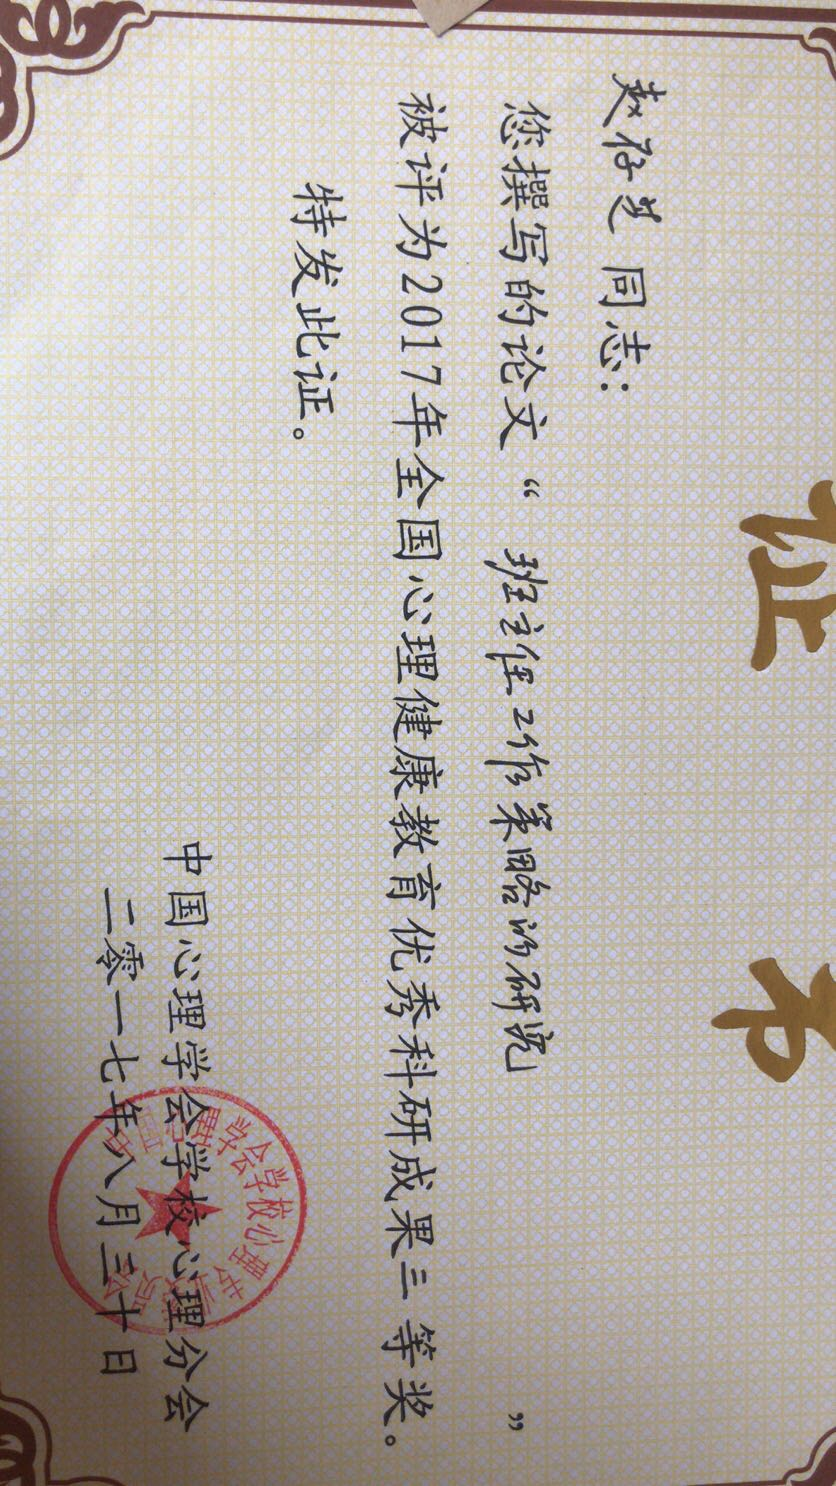 证书
赵存 同志：
您撰写的论文“班主任工作策略的研究”
被评为2017年全国心理健康教育优秀科研成果三等奖。
特发此证。
中国心理学会学校心理分会
二零一七年八月三十日